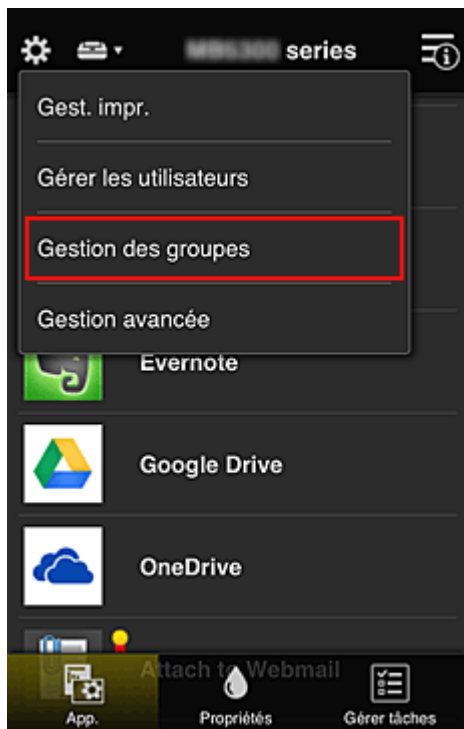 series
Gest. impr.
Gérer les utilisateurs
Gestion des groupes
Gestion avancée
Evernote
Google Drive
OneDrive
Attach to Webmail
App.
Propriétés
Gérer tâches